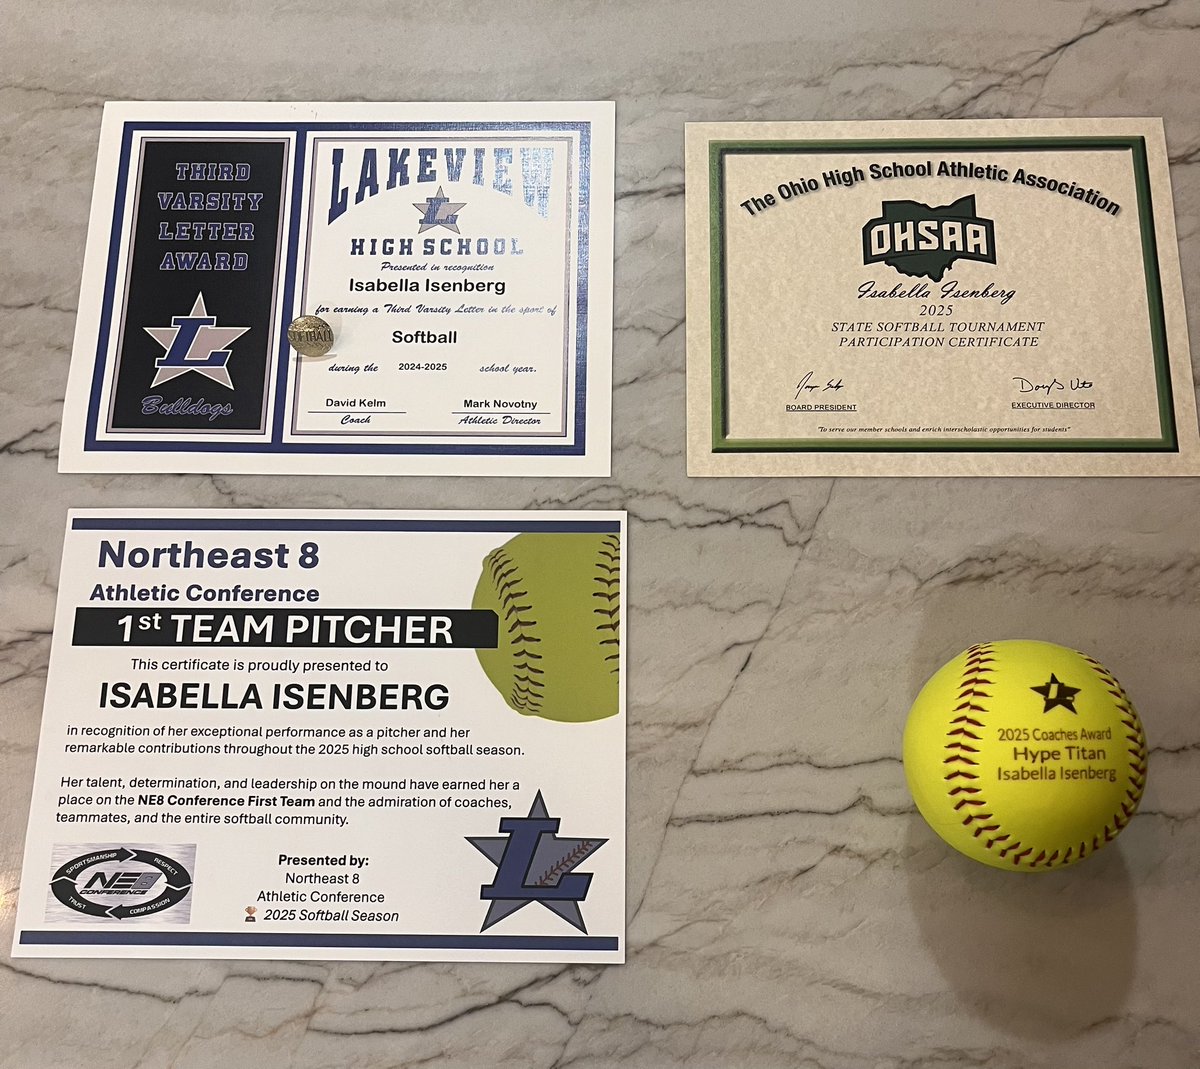 THIRD
VARSITY
LETTER
AWARD
L
Bulldogs
LAKEVIEW
L
HIGH SCHOOL
Presented in recognition
Isabella Isenberg
for earning a Third Varsity Letter in the sport of
SOFTBALL
Softball
during the 2024-2025 school year.
David Kelm Mark Novotny
Coach Athletic Director
The Ohio High School Athletic Association
OHSAA
Isabella Isenberg
2025
STATE SOFTBALL TOURNAMENT
PARTICIPATION CERTIFICATE
BOARD PRESIDENT EXECUTIVE DIRECTOR
"To serve our member schools and enrich interscholastic opportunities for students"
Northeast 8
Athletic Conference
1st TEAM PITCHER
This certificate is proudly presented to
ISABELLA ISENBERG
in recognition of her exceptional performance as a pitcher and her
remarkable contributions throughout the 2025 high school softball season.
Her talent, determination, and leadership on the mound have earned her a
place on the NE8 Conference First Team and the admiration of coaches,
teammates, and the entire softball community.
SPORTSMANSHIP
RESPECT
NE8
CONFERENCE
TRUST
COMPASSION
Presented by:
Northeast 8
Athletic Conference
🏆 2025 Softball Season
L
L
2025 Coaches Award
Hype Titan
Isabella Isenberg